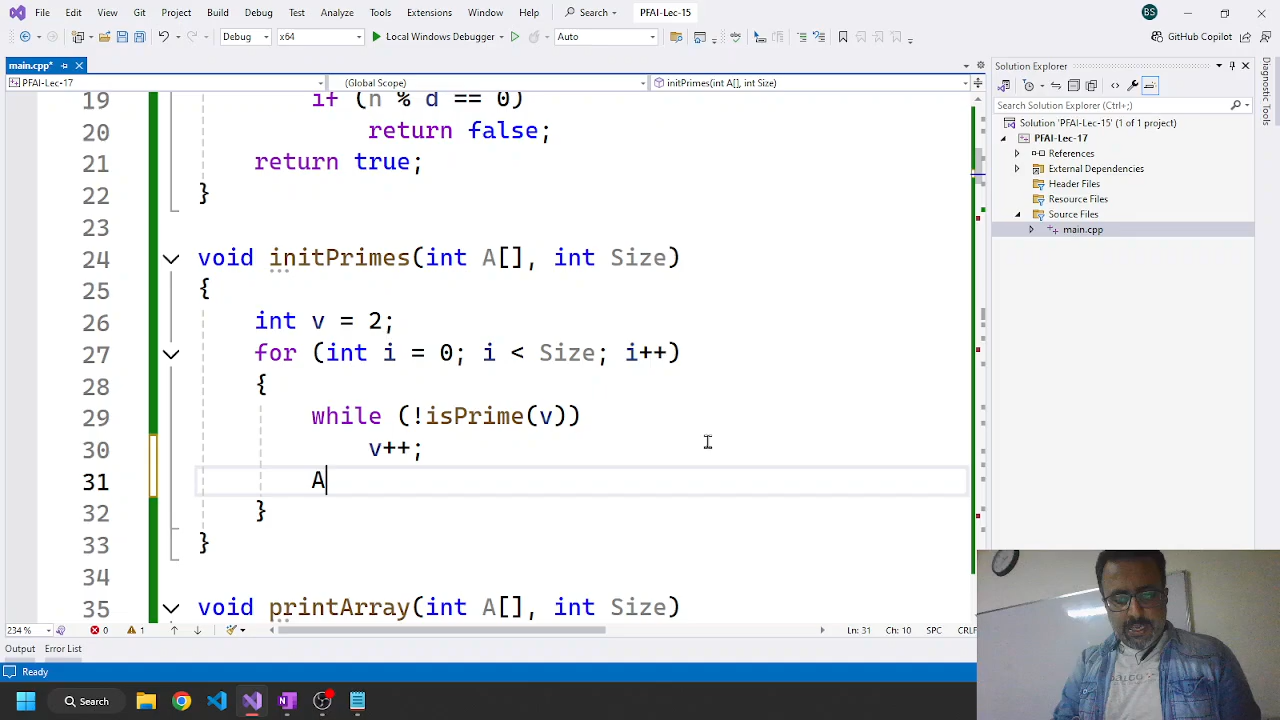 File Edit View Git Project Build Debug Test Analyze Tools Extensions Window Help Search PFAI-Lec-15 BS
Debug x64 Local Windows Debugger Auto GitHub Copilot
main.cpp*
PFAI-Lec-17 (Global Scope) initPrimes(int A[], int Size)
19 if (n % d == 0)
20 return false;
21 return true;
22 }
23
24 void initPrimes(int A[], int Size)
25 {
26 int v = 2;
27 for (int i = 0; i < Size; i++)
28 {
29 while (!isPrime(v))
30 v++;
31 A
32 }
33 }
34
35 void printArray(int A[], int Size)
234 % 0 1 Ln: 31 Ch: 10 SPC CRLF
Output Error List
Ready
Search
Solution Explorer
Search Solution Explorer (Ctrl+;)
Solution 'PFAI-Lec-15' (1 of 1 project)
PFAI-Lec-17
References
External Dependencies
Header Files
Resource Files
Source Files
main.cpp
Diagnostic Tools